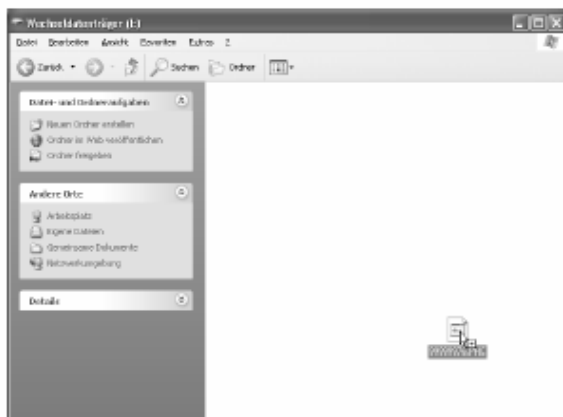 Wechseldatenträger (I:)
Datei Bearbeiten Ansicht Favoriten Extras ?
Zurück Suchen Ordner
Datei- und Ordneraufgaben
Neuen Ordner erstellen
Ordner im Web veröffentlichen
Ordner freigeben
Andere Orte
Arbeitsplatz
Eigene Dateien
Gemeinsame Dokumente
Netzwerkumgebung
Details